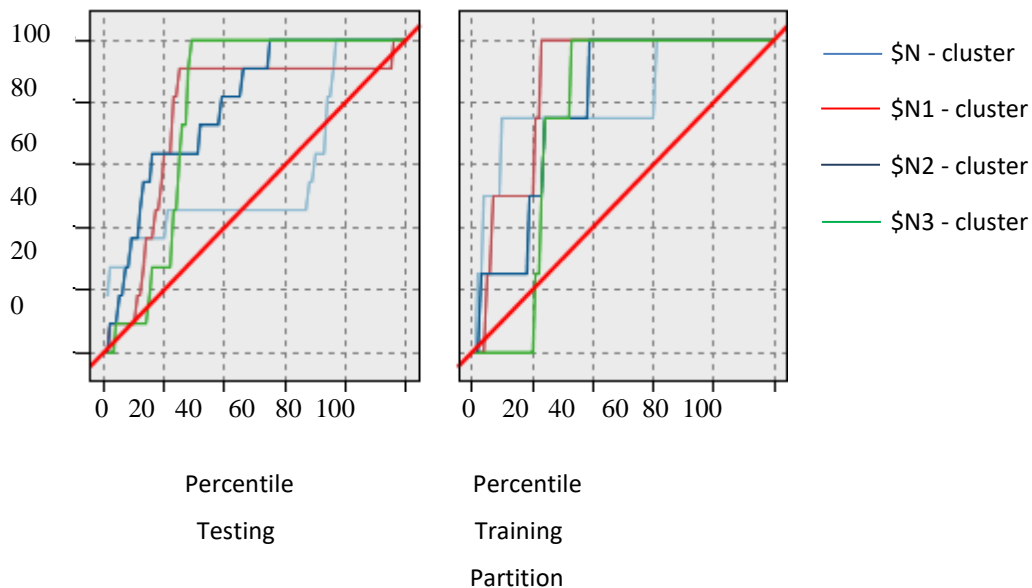 100
80
60
40
20
0
0 20 40 60 80 100
0 20 40 60 80 100
$N - cluster
$N1 - cluster
$N2 - cluster
$N3 - cluster
Percentile Percentile
Testing Training
Partition